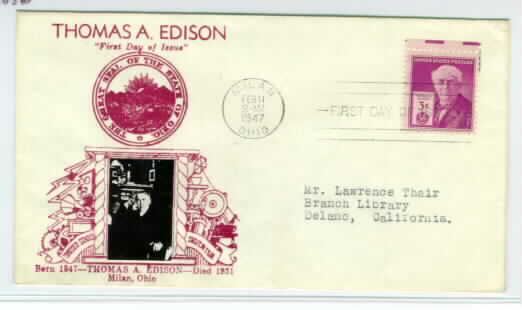 THOMAS A. EDISON
"First Day of Issue"
THE GREAT SEAL OF THE STATE OF OHIO
MILAN
FEB 11
1947
OHIO
FIRST DAY O
UNITED STATES POSTAGE
3¢
Mr. Lawrence Thair
Branch Library
Delano, California.
Born 1847—THOMAS A. EDISON—Died 1931
Milan, Ohio